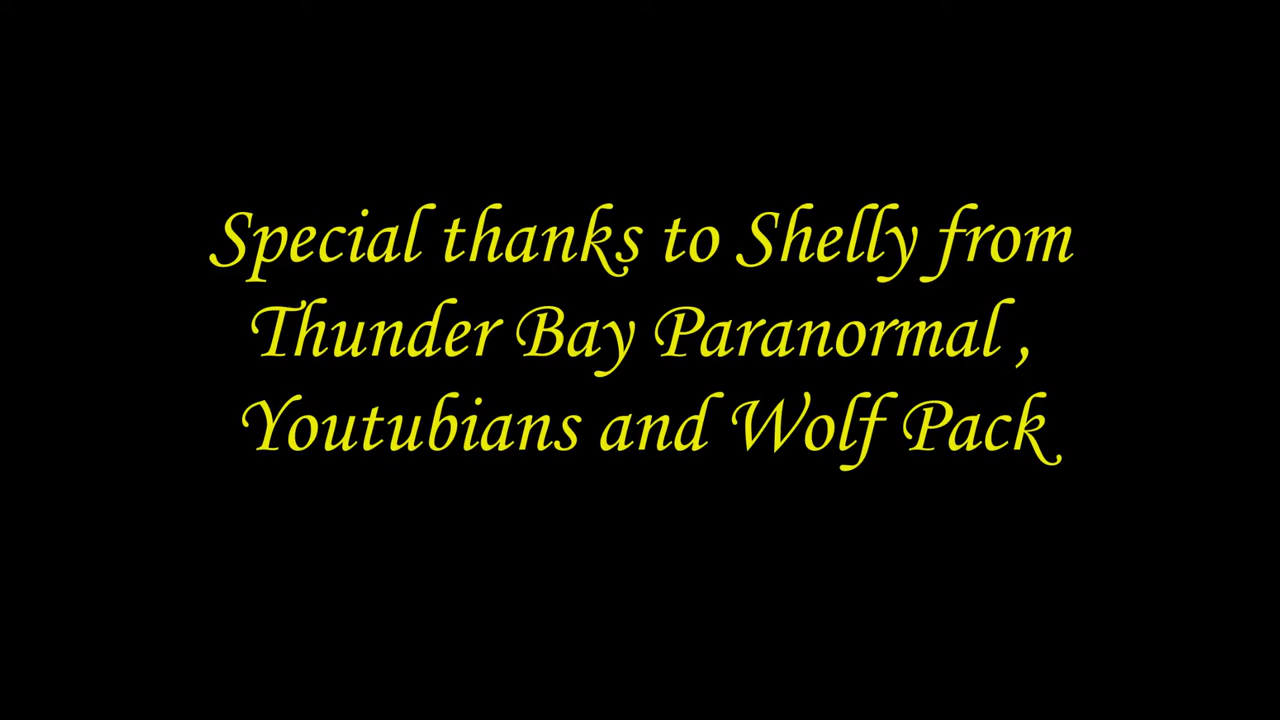 Special thanks to Shelly from
Thunder Bay Paranormal ,
Youtubians and Wolf Pack